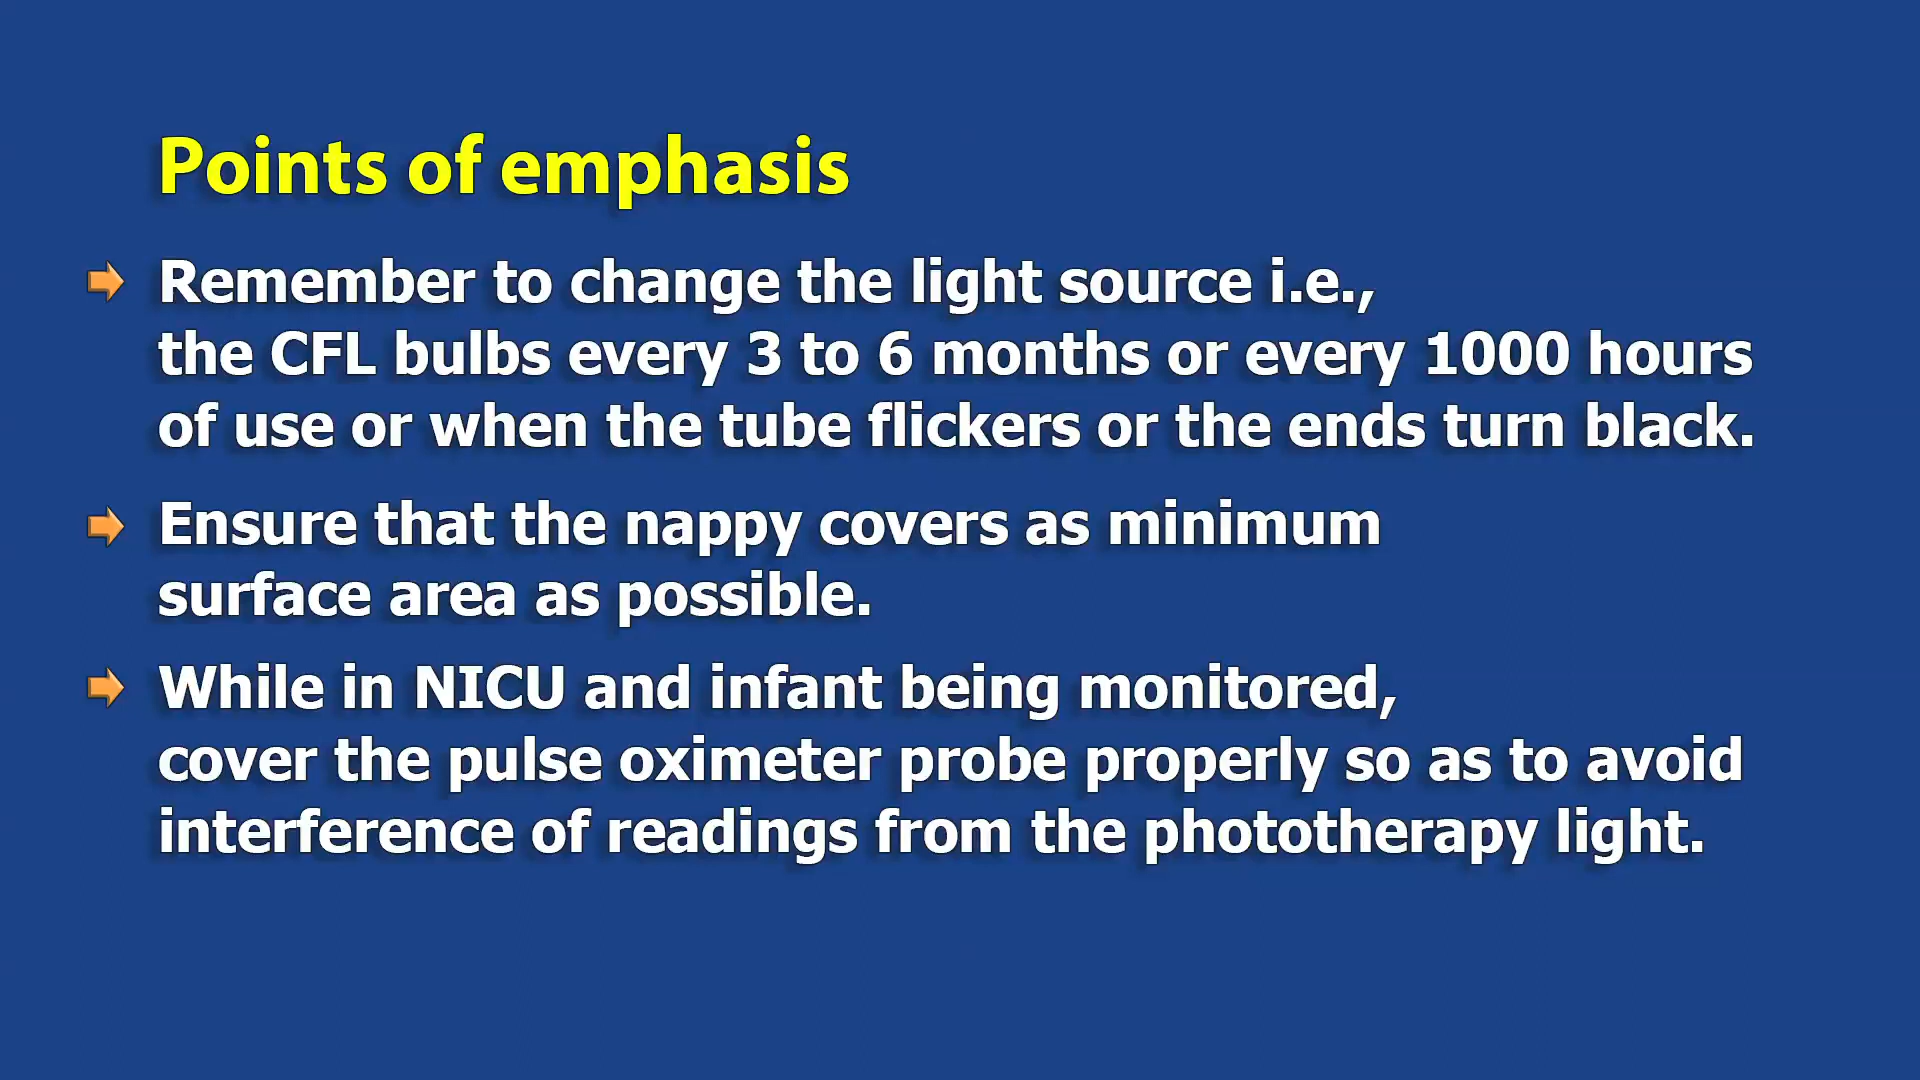 Points of emphasis
Remember to change the light source i.e.,
the CFL bulbs every 3 to 6 months or every 1000 hours
of use or when the tube flickers or the ends turn black.
Ensure that the nappy covers as minimum
surface area as possible.
While in NICU and infant being monitored,
cover the pulse oximeter probe properly so as to avoid
interference of readings from the phototherapy light.